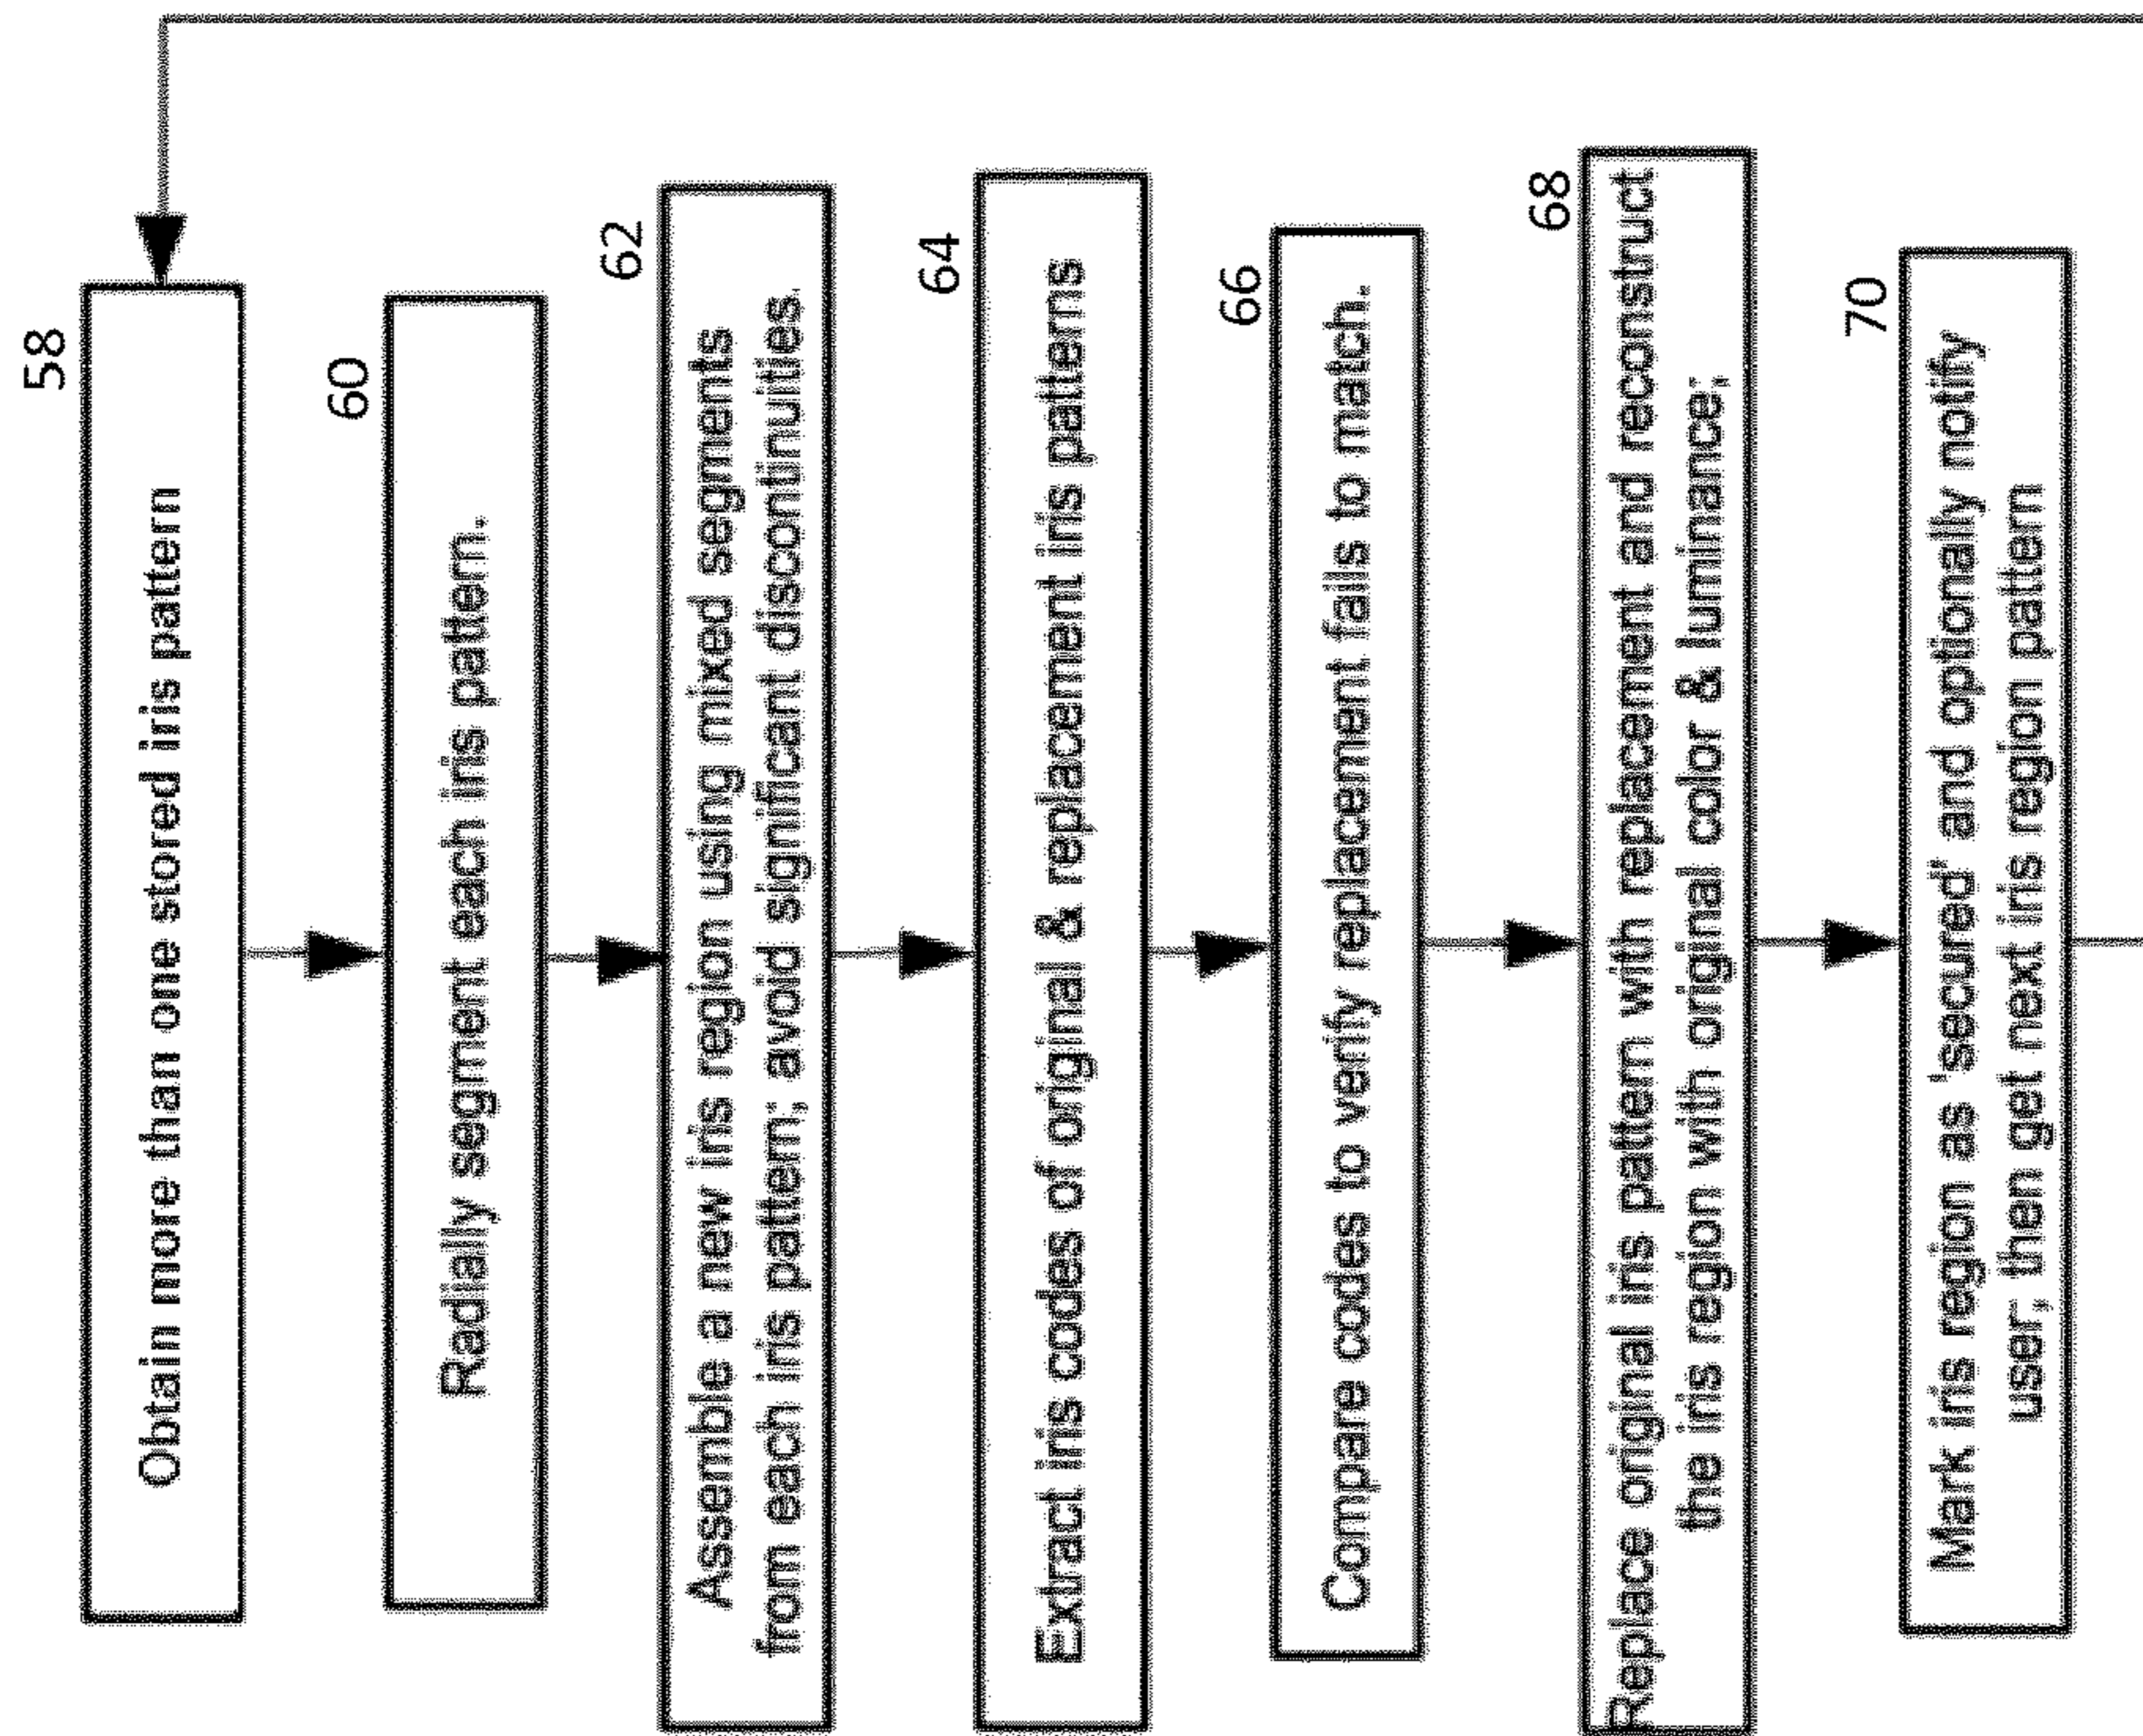 58
Obtain more than one stored iris pattern
60
Radially segment each iris pattern.
62
Assemble a new iris region using mixed segments
from each iris pattern; avoid significant discontinuities.
64
Extract iris codes of original & replacement iris patterns
66
Compare codes to verify replacement fails to match.
68
Replace original iris pattern with replacement and reconstruct
the iris region with original color & luminance;
70
Mark iris region as 'secured' and optionally notify
user; then get next iris region pattern